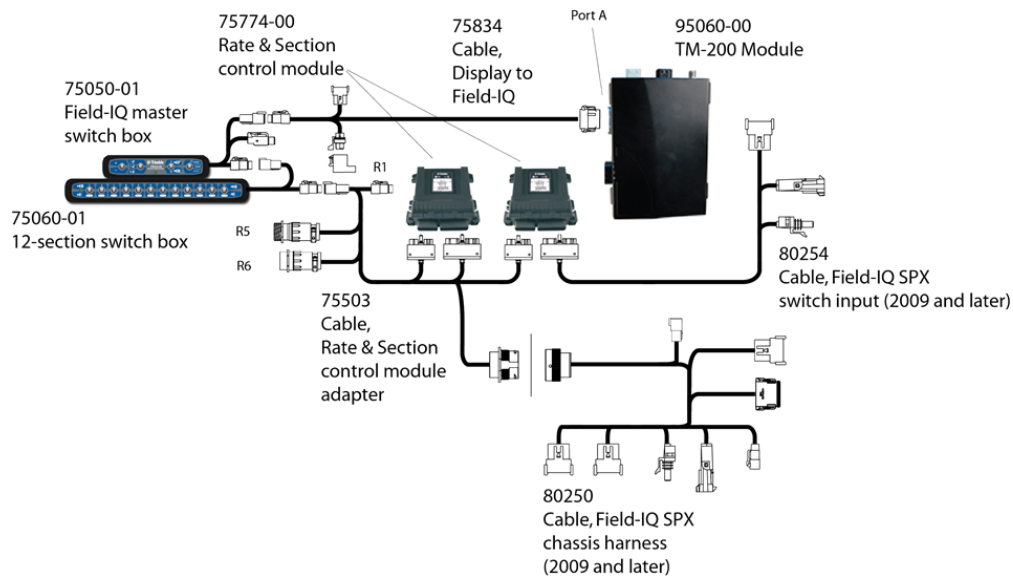 75774-00
Rate & Section
control module
75834
Cable,
Display to
Field-IQ
Port A
95060-00
TM-200 Module
75050-01
Field-IQ master
switch box
R1
75060-01
12-section switch box
R5
R6
75503
Cable,
Rate & Section
control module
adapter
80254
Cable, Field-IQ SPX
switch input (2009 and later)
80250
Cable, Field-IQ SPX
chassis harness
(2009 and later)